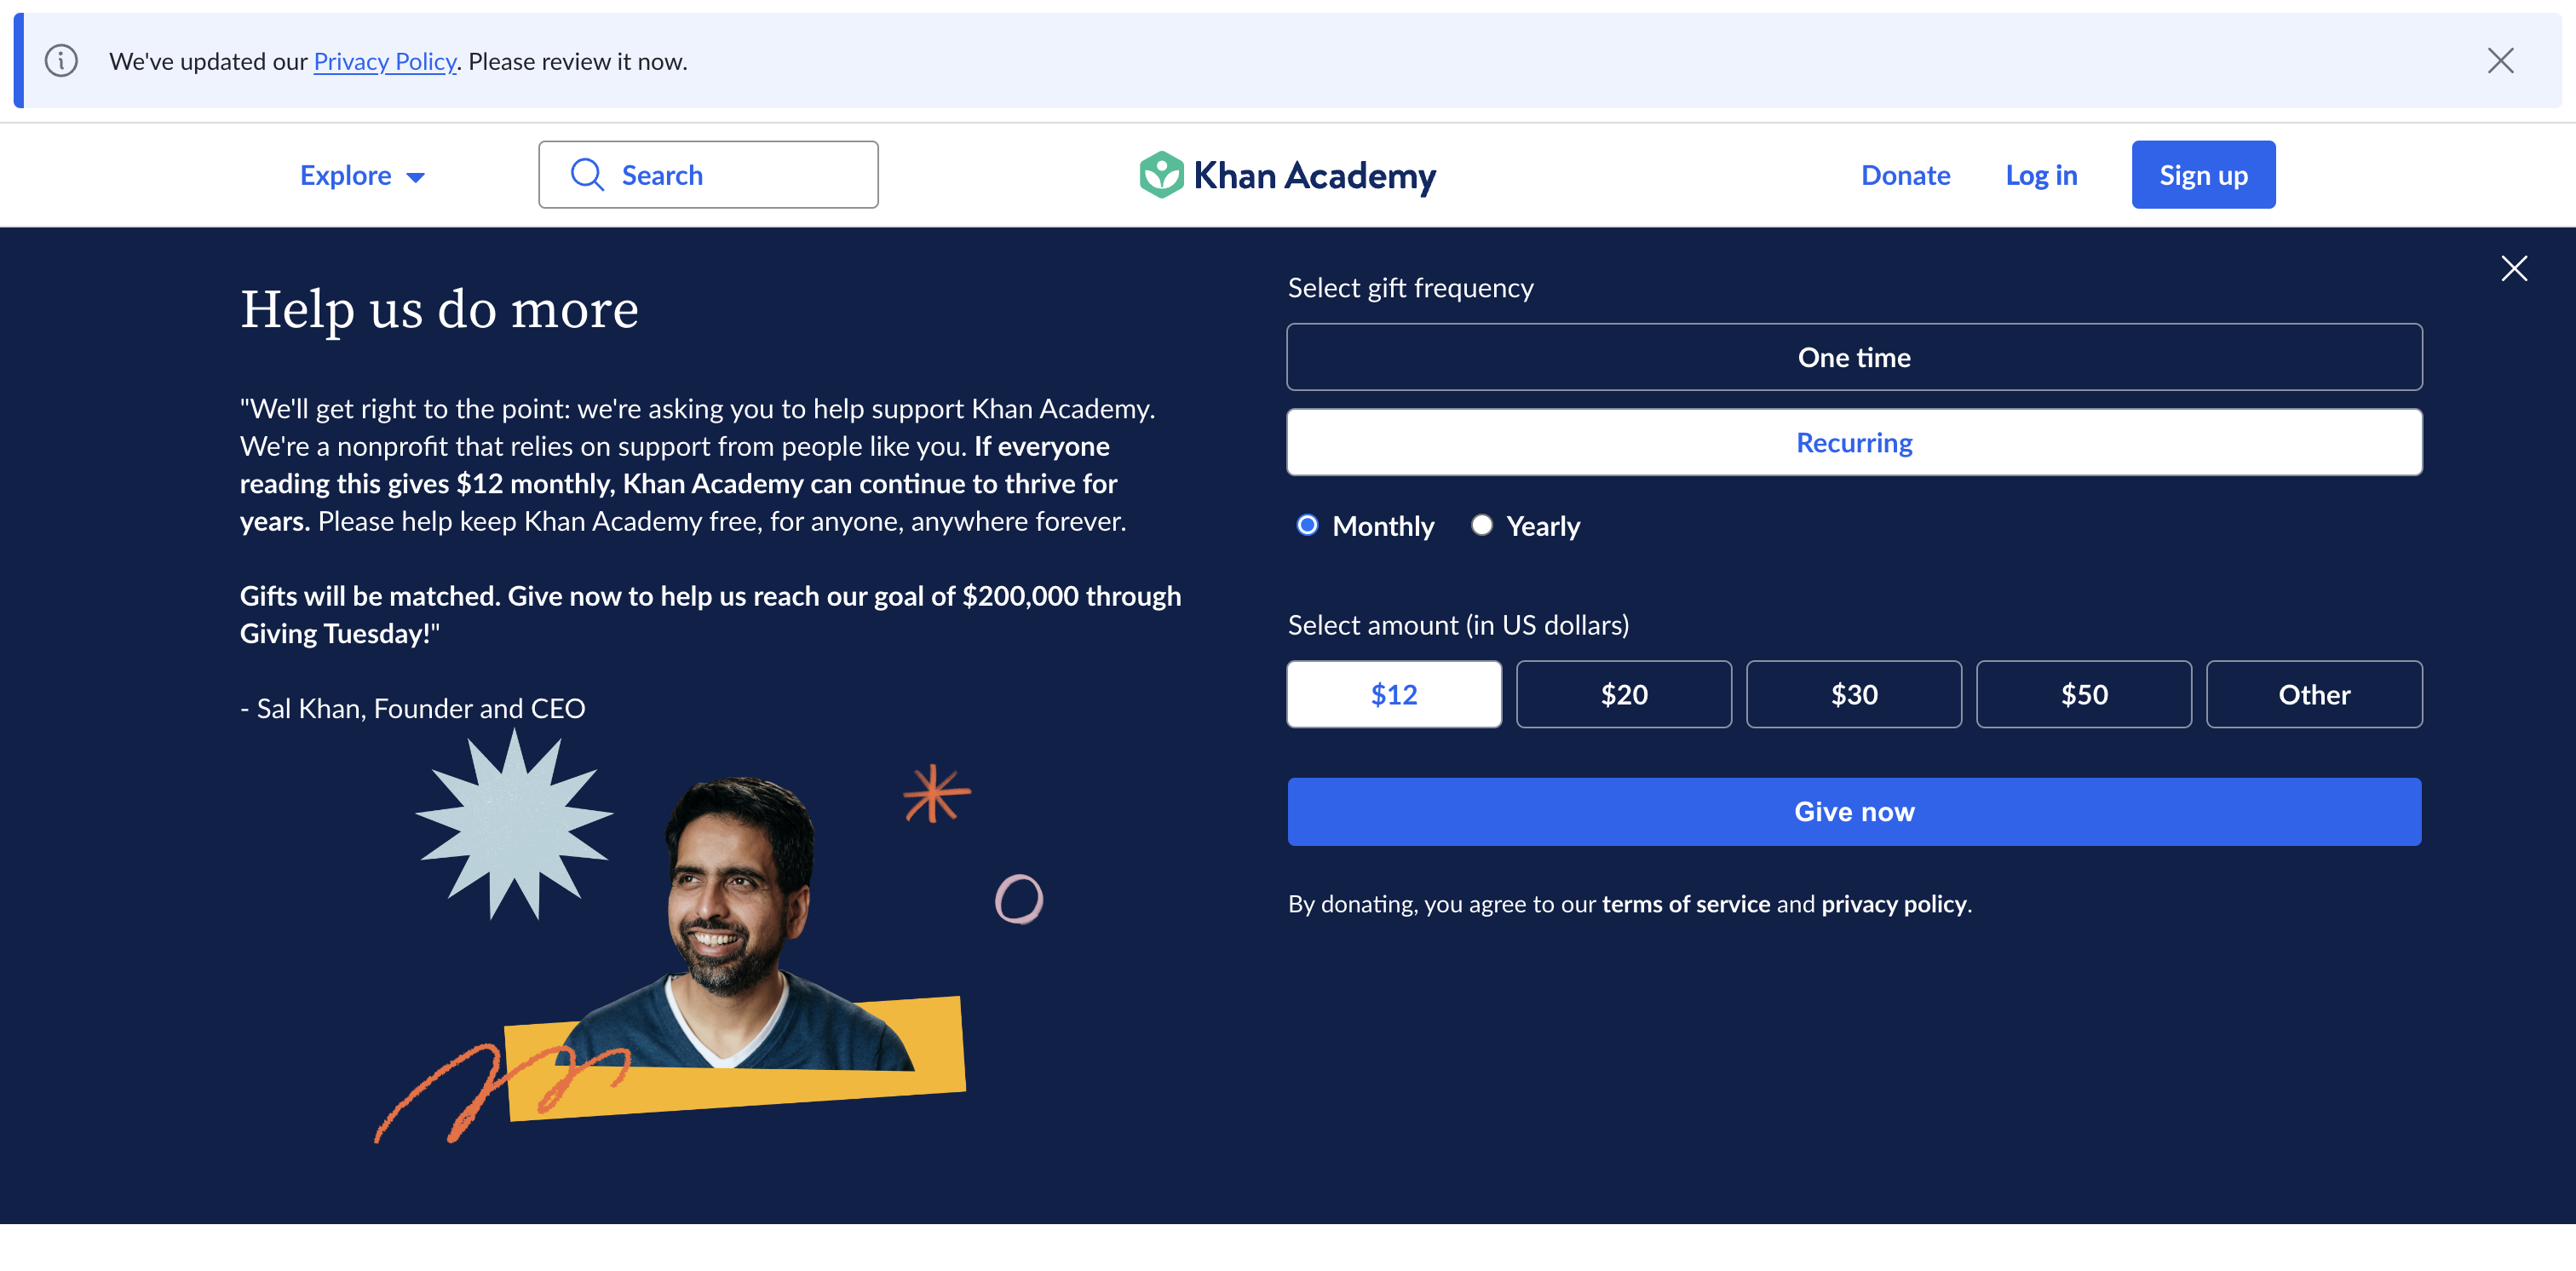 We've updated our Privacy Policy. Please review it now.
Explore
Search
Khan Academy
Donate
Log in
Sign up
Help us do more
"We'll get right to the point: we're asking you to help support Khan Academy.
We're a nonprofit that relies on support from people like you. If everyone
reading this gives $12 monthly, Khan Academy can continue to thrive for
years. Please help keep Khan Academy free, for anyone, anywhere forever.
Gifts will be matched. Give now to help us reach our goal of $200,000 through
Giving Tuesday!"
- Sal Khan, Founder and CEO
Select gift frequency
One time
Recurring
Monthly
Yearly
Select amount (in US dollars)
$12
$20
$30
$50
Other
Give now
By donating, you agree to our terms of service and privacy policy.